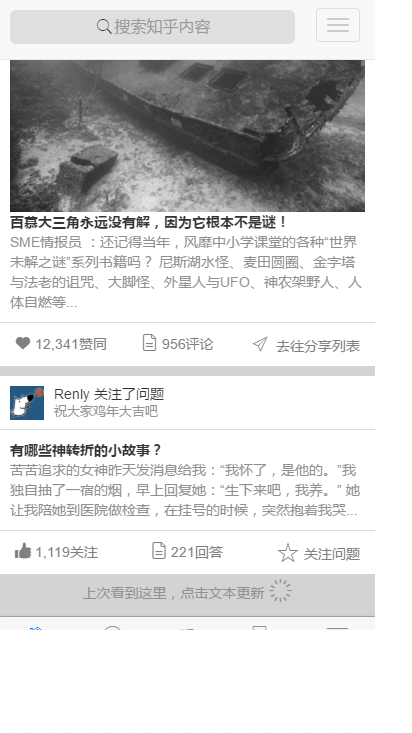 搜索知乎内容
百慕大三角永远没有解，因为它根本不是谜！
SME情报员 ：还记得当年，风靡中小学课堂的各种“世界
未解之谜”系列书籍吗？ 尼斯湖水怪、麦田圆圈、金字塔
与法老的诅咒、大脚怪、外星人与UFO、神农架野人、人
体自燃等...
12,341赞同
956评论
去往分享列表
Renly 关注了问题
祝大家鸡年大吉吧
有哪些神转折的小故事？
苦苦追求的女神昨天发消息给我：“我怀了，是他的。”我
独自抽了一宿的烟，早上回复她：“生下来吧，我养。” 她
让我陪她到医院做检查，在挂号的时候，突然抱着我哭...
1,119关注
221回答
关注问题
上次看到这里，点击文本更新